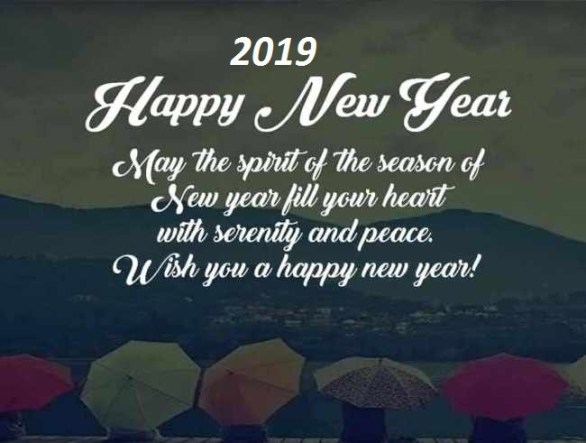 2019
Happy New Year
May the spirit of the season of
New year fill your heart
with serenity and peace.
Wish you a happy new year!